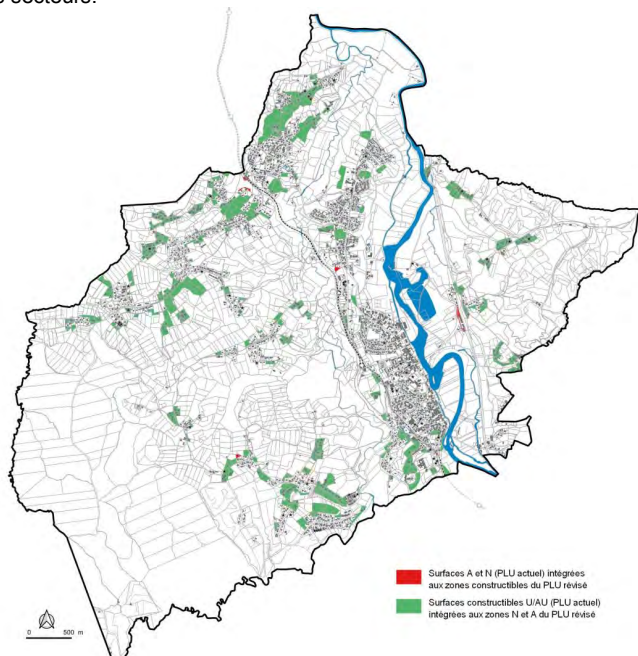 secteurs.
Surfaces A et N (PLU actuel) intégrées
aux zones constructibles du PLU révisé
Surfaces constructibles U/AU (PLU actuel)
intégrées aux zones N et A du PLU révisé
0 500 m